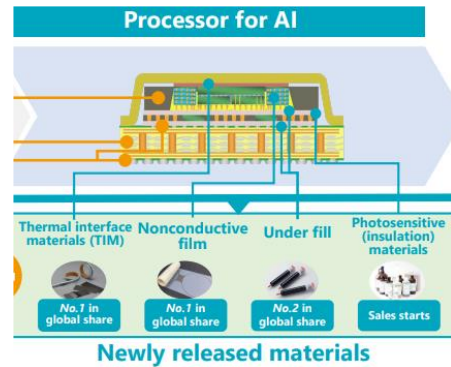 Processor for AI
Thermal interface
materials (TIM)
Nonconductive
film
Under fill
Photosensitive
(insulation)
materials
No.1 in
global share
No.1 in
global share
No.2 in
global share
Sales starts
Newly released materials